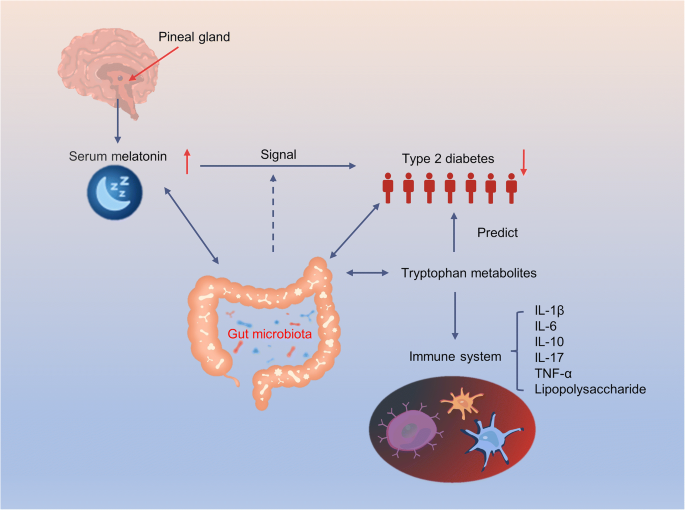 Pineal gland
Serum melatonin
Signal
Type 2 diabetes
z z z
Predict
Tryptophan metabolites
Gut microbiota
Immune system
IL-1β
IL-6
IL-10
IL-17
TNF-α
Lipopolysaccharide